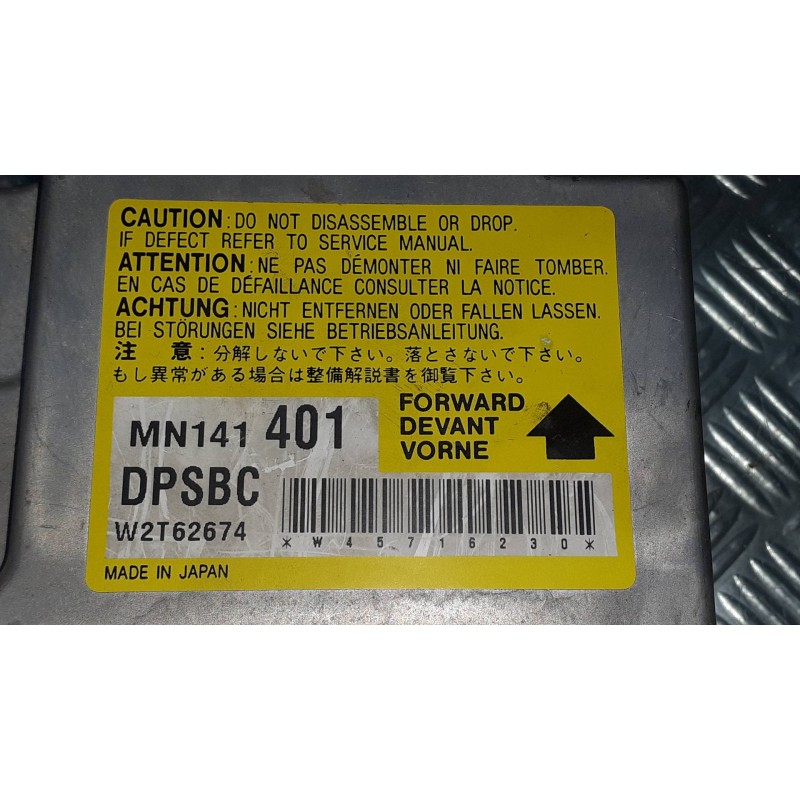 CAUTION: DO NOT DISASSEMBLE OR DROP.
IF DEFECT REFER TO SERVICE MANUAL.
ATTENTION: NE PAS DÉMONTER NI FAIRE TOMBER.
EN CAS DE DÉFAILLANCE CONSULTER LA NOTICE.
ACHTUNG: NICHT ENTFERNEN ODER FALLEN LASSEN.
BEI STÖRUNGEN SIEHE BETRIEBSANLEITUNG.
注 意: 分解しないで下さい。落とさないで下さい。
もし異常がある場合は整備解説書を御覧下さい。
MN141 401
DPSBC
W2T62674
FORWARD
DEVANT
VORNE
*W45716230*
MADE IN JAPAN